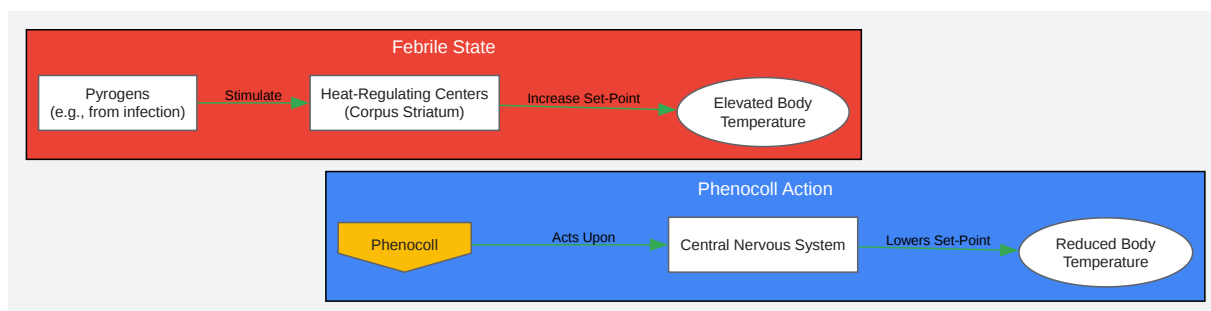 Febrile State
Pyrogens
(e.g., from infection)
Stimulate
Heat-Regulating Centers
(Corpus Striatum)
Increase Set-Point
Elevated Body
Temperature
Phenocoll Action
Phenocoll
Acts Upon
Central Nervous System
Lowers Set-Point
Reduced Body
Temperature